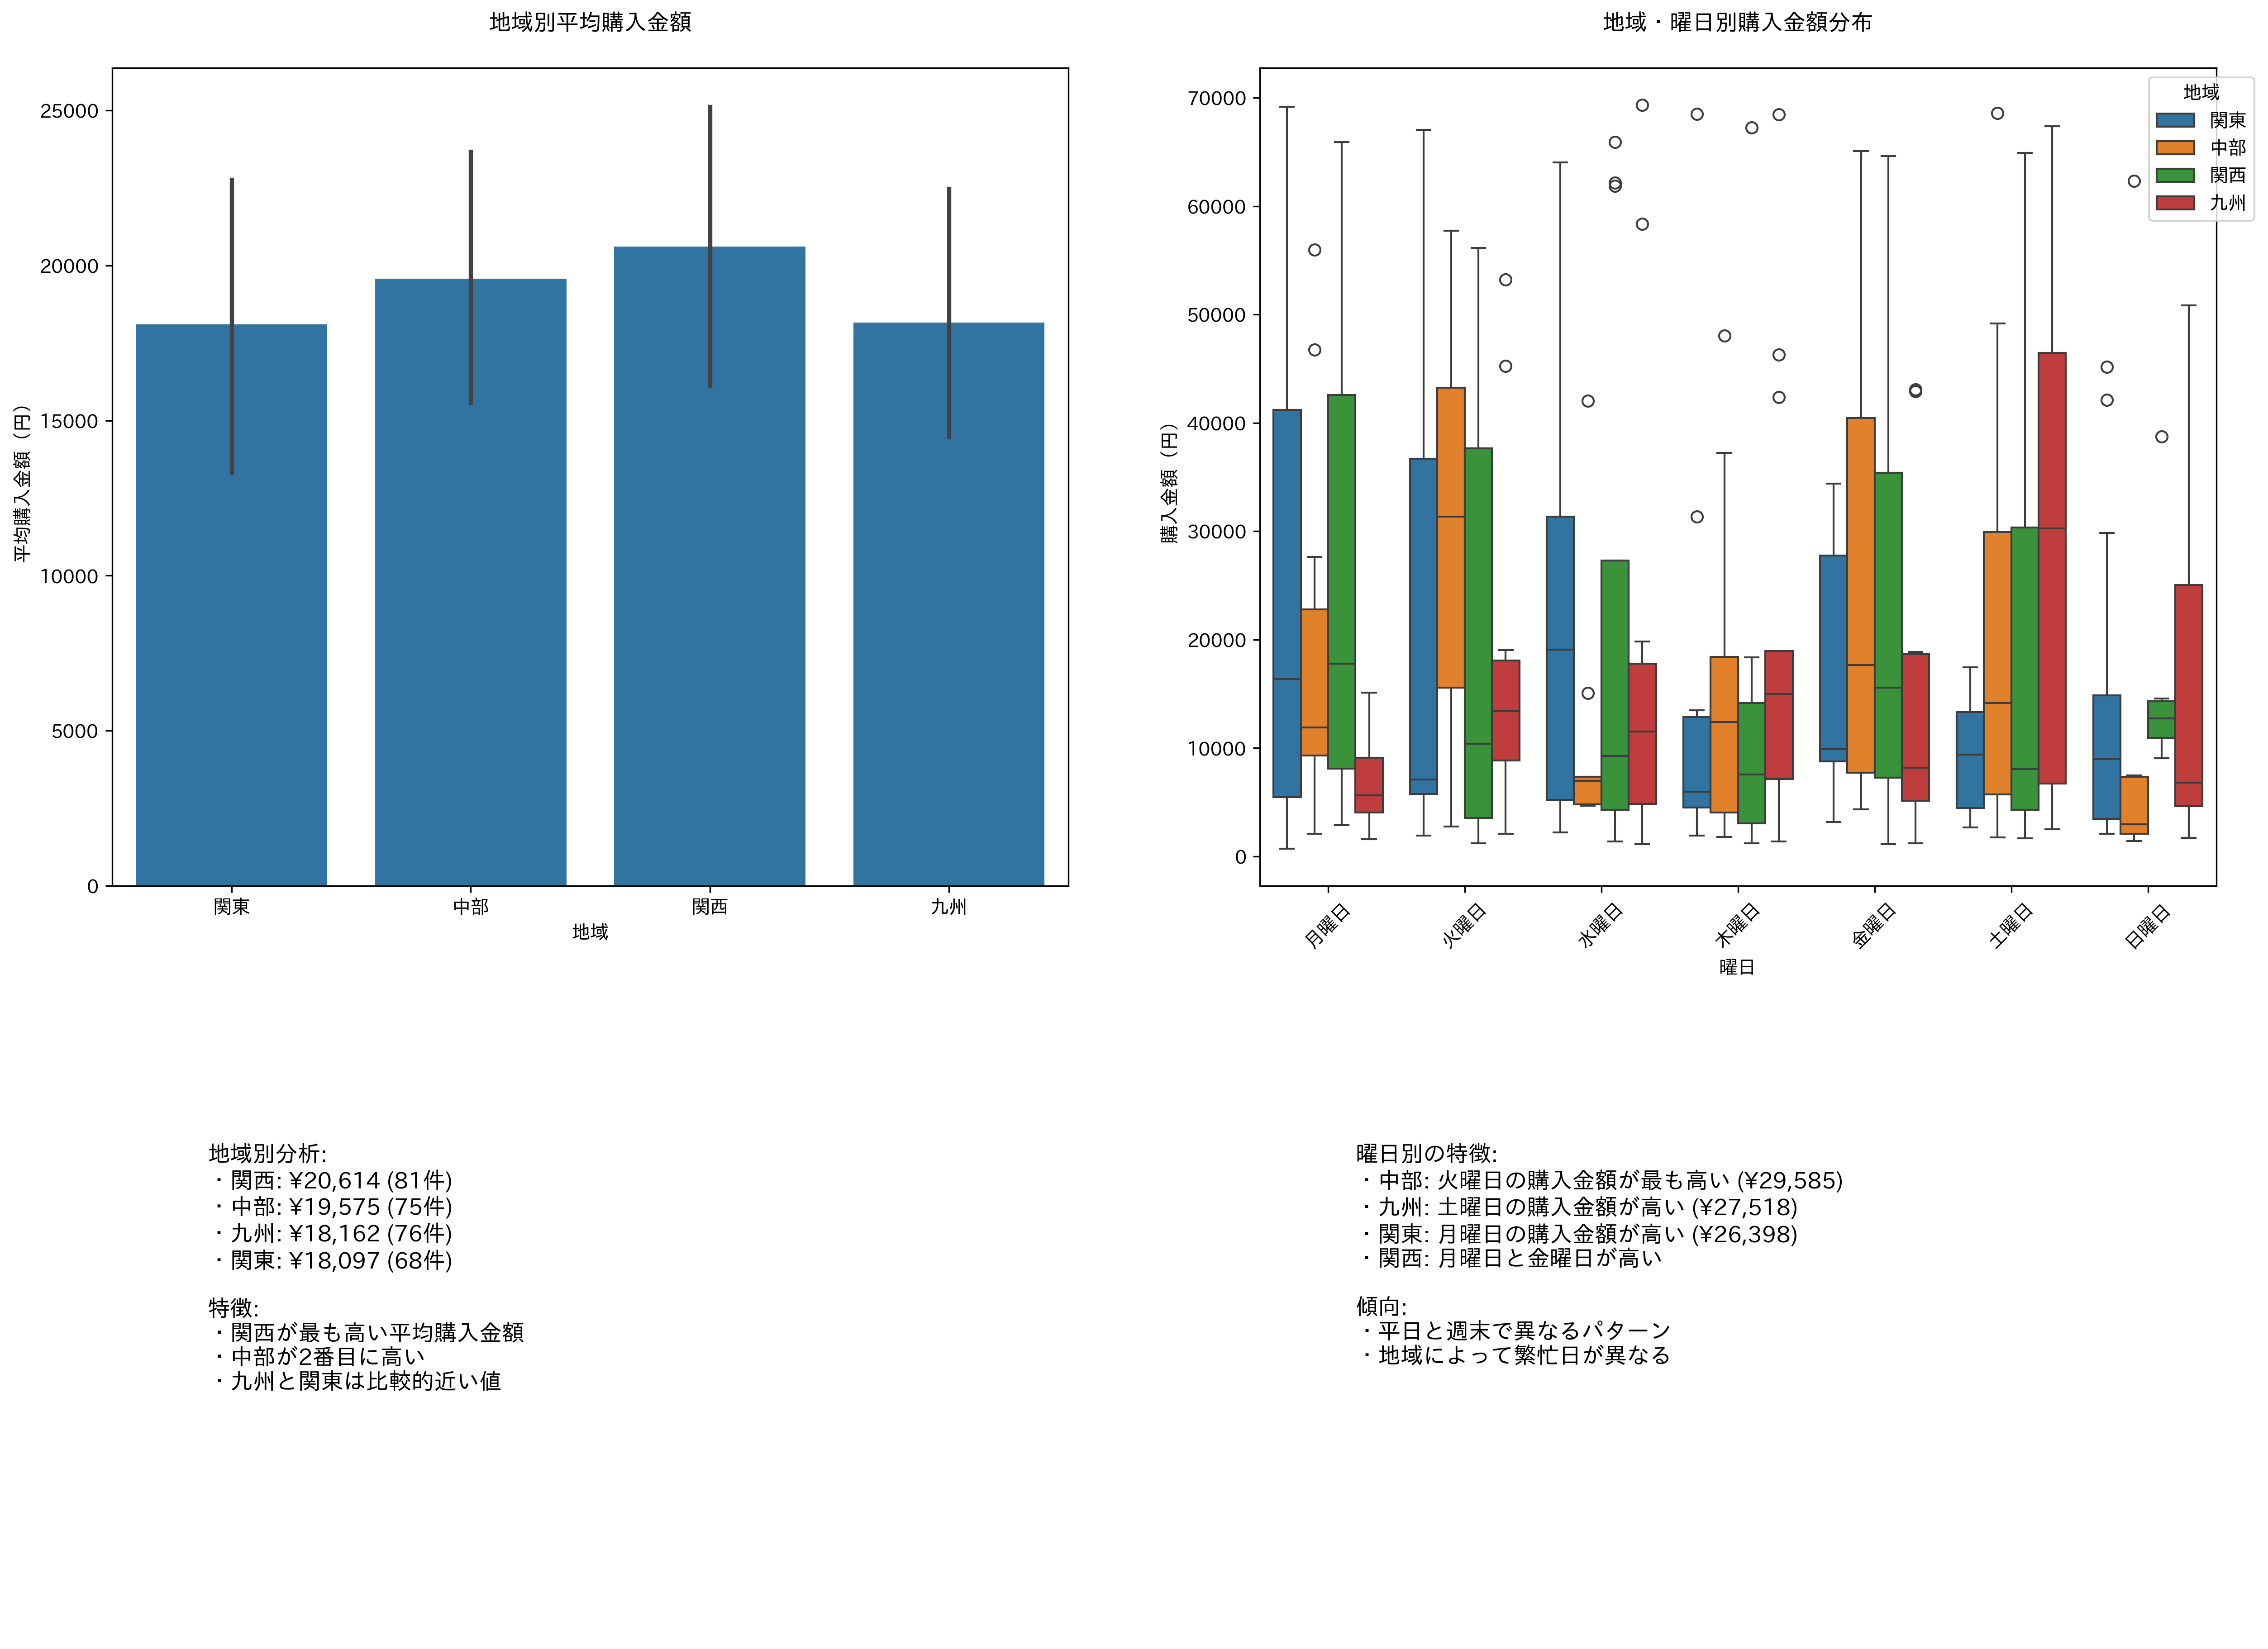 地域別平均購入金額
25000
20000
15000
10000
5000
0
平均購入金額（円）
関東
中部
関西
九州
地域
地域・曜日別購入金額分布
70000
60000
50000
40000
30000
20000
10000
0
購入金額（円）
地域
関東
中部
関西
九州
月曜日
火曜日
水曜日
木曜日
金曜日
土曜日
日曜日
曜日
地域別分析:
・関西: ¥20,614 (81件)
・中部: ¥19,575 (75件)
・九州: ¥18,162 (76件)
・関東: ¥18,097 (68件)
特徴:
・関西が最も高い平均購入金額
・中部が2番目に高い
・九州と関東は比較的近い値
曜日別の特徴:
・中部: 火曜日の購入金額が最も高い (¥29,585)
・九州: 土曜日の購入金額が高い (¥27,518)
・関東: 月曜日の購入金額が高い (¥26,398)
・関西: 月曜日と金曜日が高い
傾向:
・平日と週末で異なるパターン
・地域によって繁忙日が異なる